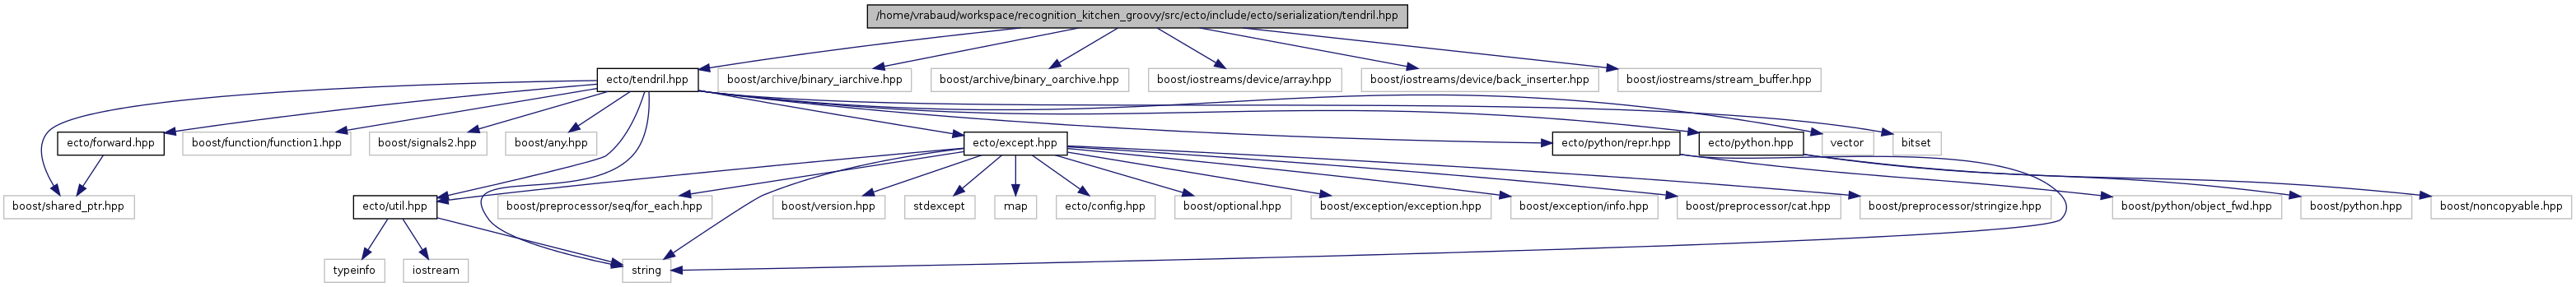 /home/vrabaud/workspace/recognition_kitchen_groovy/src/ecto/include/ecto/serialization/tendril.hpp
ecto/tendril.hpp
boost/archive/binary_iarchive.hpp
boost/archive/binary_oarchive.hpp
boost/iostreams/device/array.hpp
boost/iostreams/device/back_inserter.hpp
boost/iostreams/stream_buffer.hpp
ecto/forward.hpp
boost/function/function1.hpp
boost/signals2.hpp
boost/any.hpp
ecto/except.hpp
ecto/python/repr.hpp
ecto/python.hpp
vector
bitset
boost/shared_ptr.hpp
ecto/util.hpp
boost/preprocessor/seq/for_each.hpp
boost/version.hpp
stdexcept
map
ecto/config.hpp
boost/optional.hpp
boost/exception/exception.hpp
boost/exception/info.hpp
boost/preprocessor/cat.hpp
boost/preprocessor/stringize.hpp
boost/python/object_fwd.hpp
boost/python.hpp
boost/noncopyable.hpp
typeinfo
iostream
string